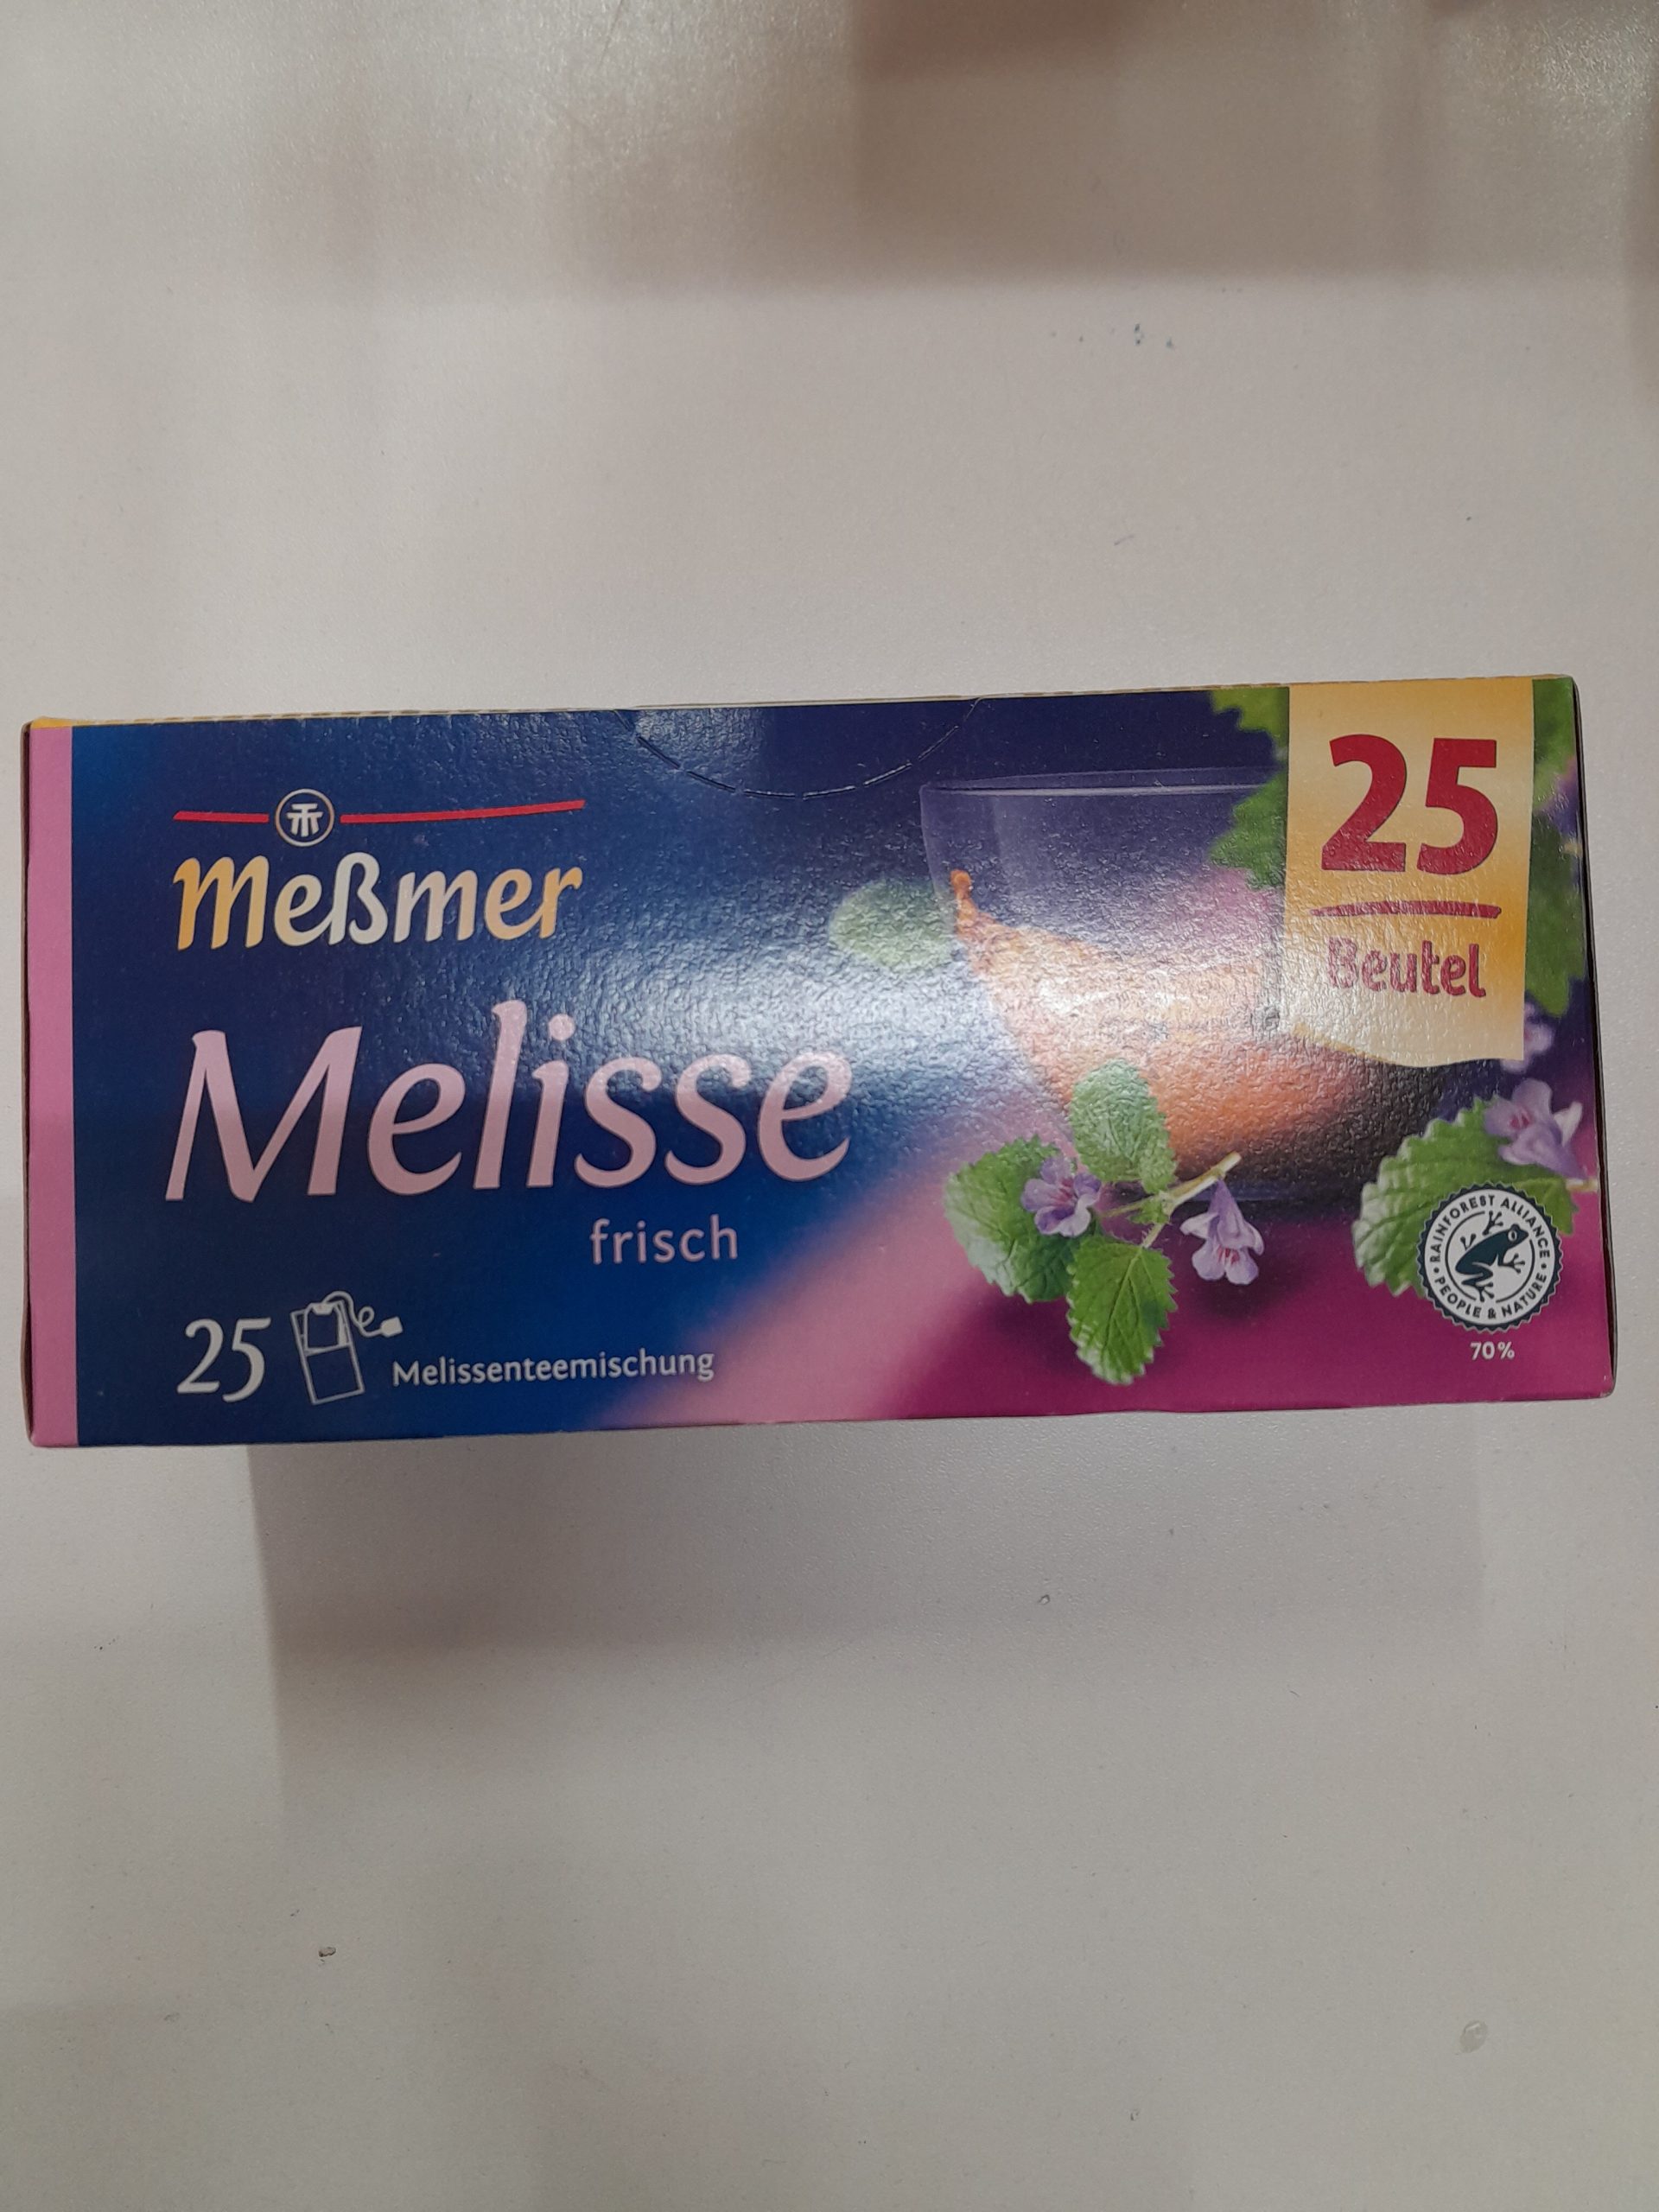 Meßmer
Melisse
frisch
25 Melissenteemischung
25
Beutel
RAINFOREST ALLIANCE
PEOPLE & NATURE
70%